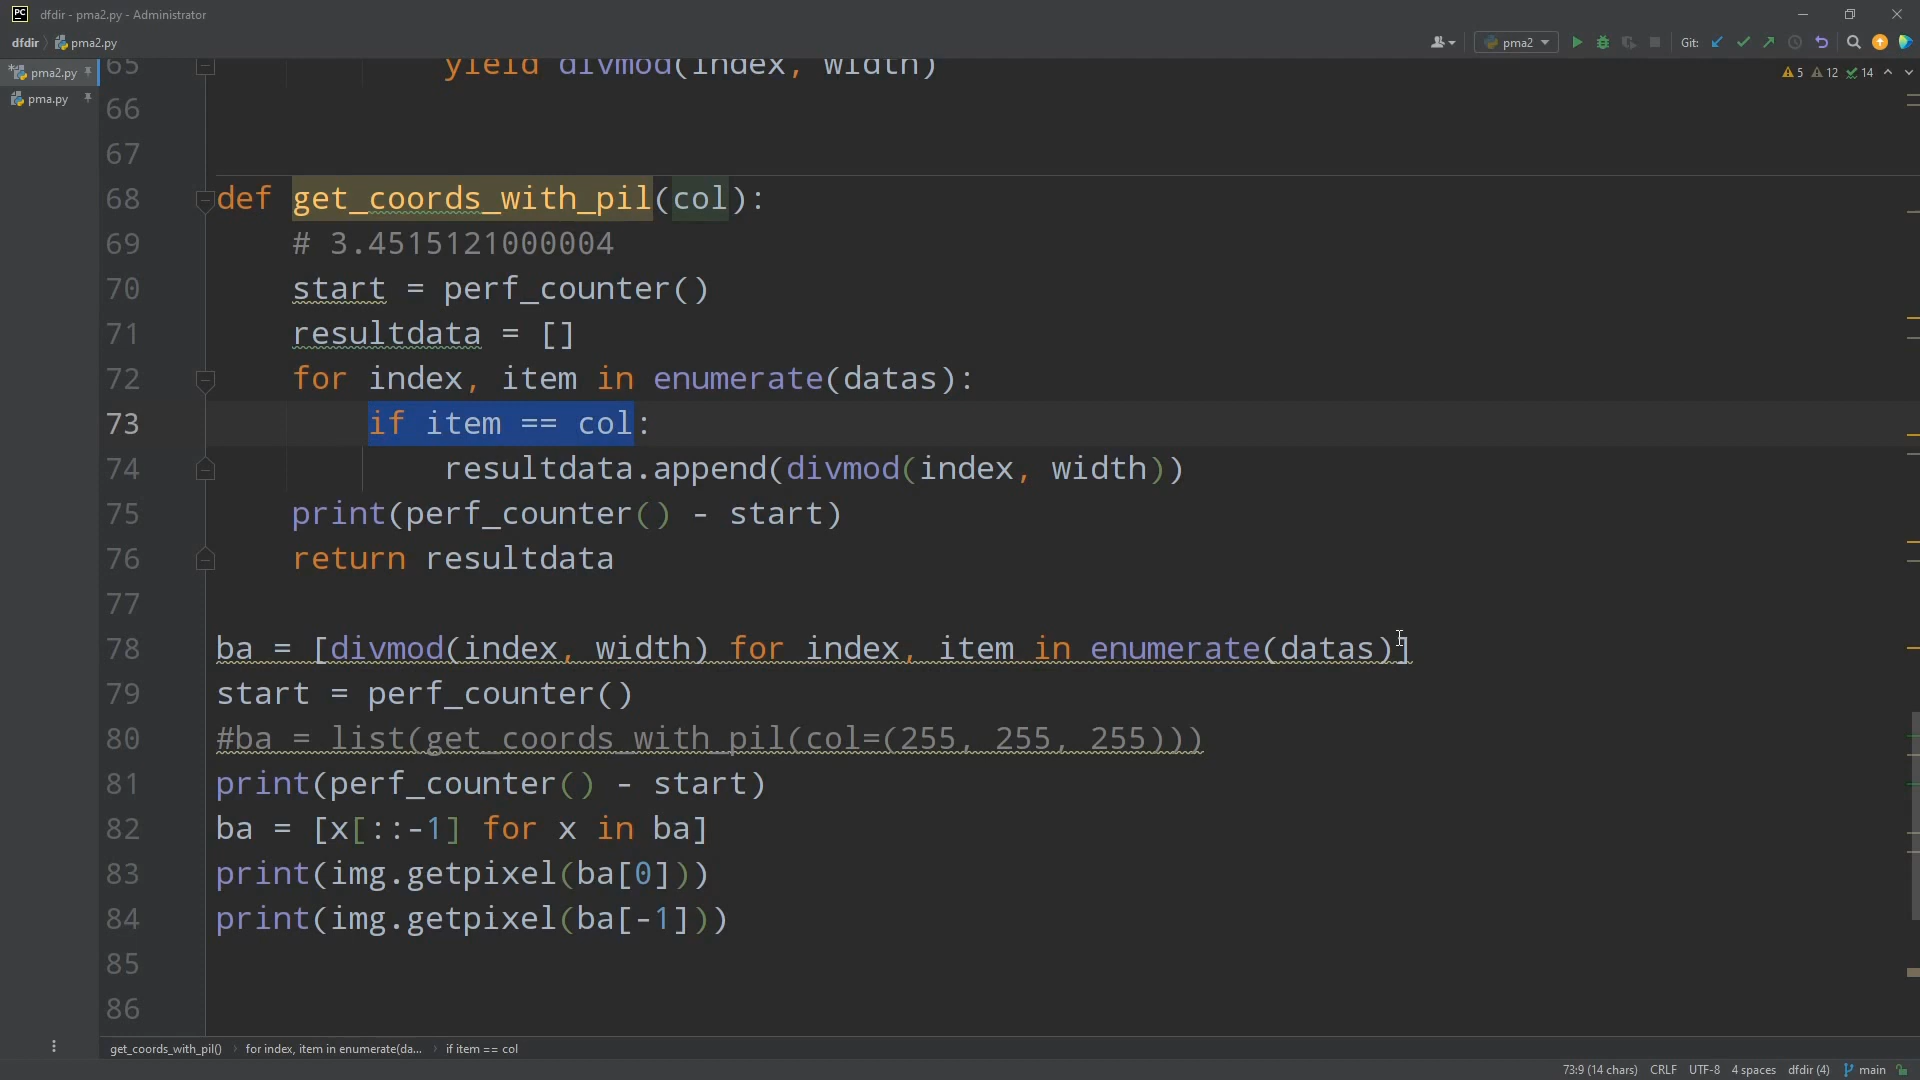 dfdir - pma2.py - Administrator
dfdir pma2.py
pma2 Git:
pma2.py
pma.py
5 12 14
65 yield divmod(index, width)
66
67
68 def get_coords_with_pil(col):
69 # 3.4515121000004
70 start = perf_counter()
71 resultdata = []
72 for index, item in enumerate(datas):
73 if item == col:
74 resultdata.append(divmod(index, width))
75 print(perf_counter() - start)
76 return resultdata
77
78 ba = [divmod(index, width) for index, item in enumerate(datas)]
79 start = perf_counter()
80 #ba = list(get_coords_with_pil(col=(255, 255, 255)))
81 print(perf_counter() - start)
82 ba = [x[::-1] for x in ba]
83 print(img.getpixel(ba[0]))
84 print(img.getpixel(ba[-1]))
85
86
get_coords_with_pil() for index, item in enumerate(da... if item == col
73:9 (14 chars) CRLF UTF-8 4 spaces dfdir (4) main